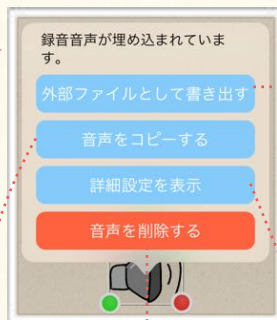 録音音声が埋め込まれていま
す。
外部ファイルとして書き出す
音声をコピーする
詳細設定を表示
音声を削除する